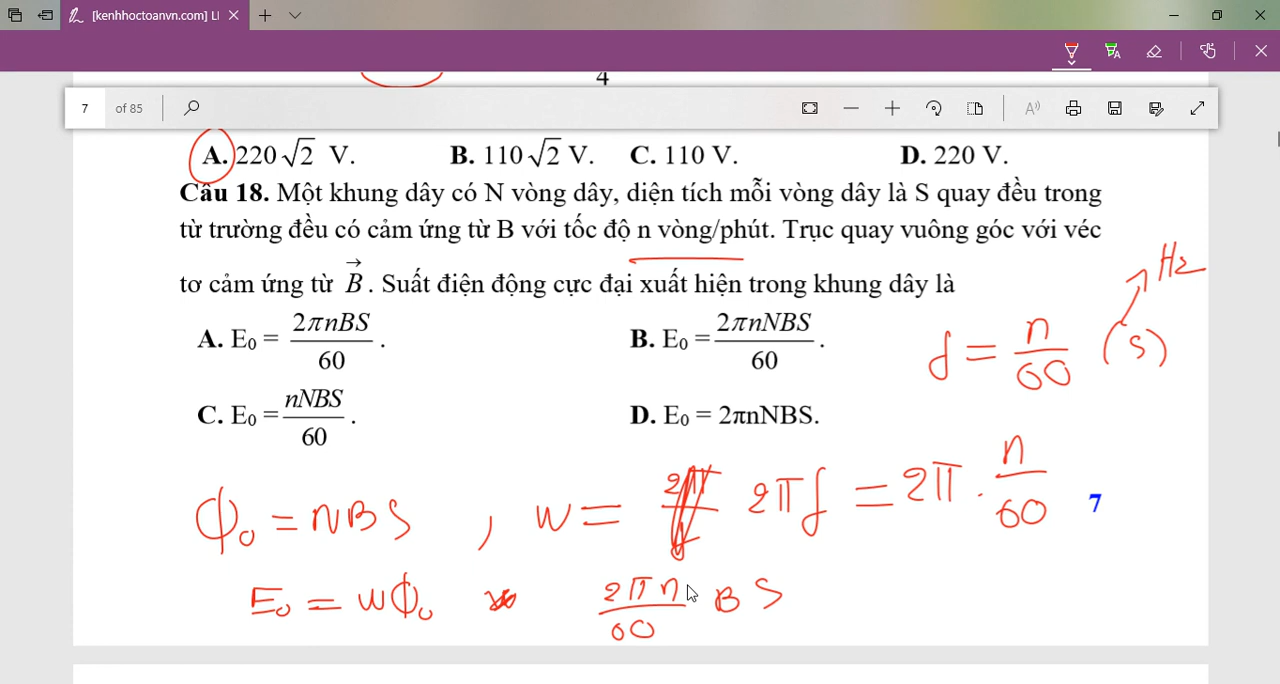 [kenhhoctoanvn.com] LI
4
7 of 85
A. 220√2 V. B. 110√2 V. C. 110 V. D. 220 V.
Câu 18. Một khung dây có N vòng dây, diện tích mỗi vòng dây là S quay đều trong
từ trường đều có cảm ứng từ B với tốc độ n vòng/phút. Trục quay vuông góc với véc
tơ cảm ứng từ B⃗. Suất điện động cực đại xuất hiện trong khung dây là
A. E₀ = 2πnBS/60. B. E₀ = 2πnNBS/60.
C. E₀ = nNBS/60. D. E₀ = 2πnNBS.
Hz
f = n/60 (s)
ϕ₀ = NBS, w = 2πf = 2π . n/60
7
E₀ = wϕ₀ 2πn/60 BS